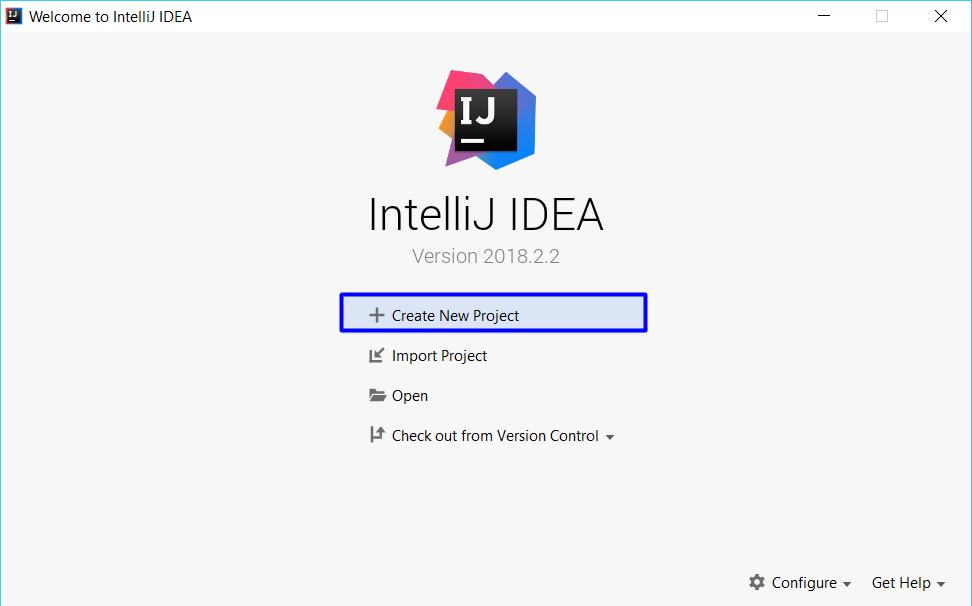 Welcome to IntelliJ IDEA
IJ
IntelliJ IDEA
Version 2018.2.2
Create New Project
Import Project
Open
Check out from Version Control
Configure Get Help